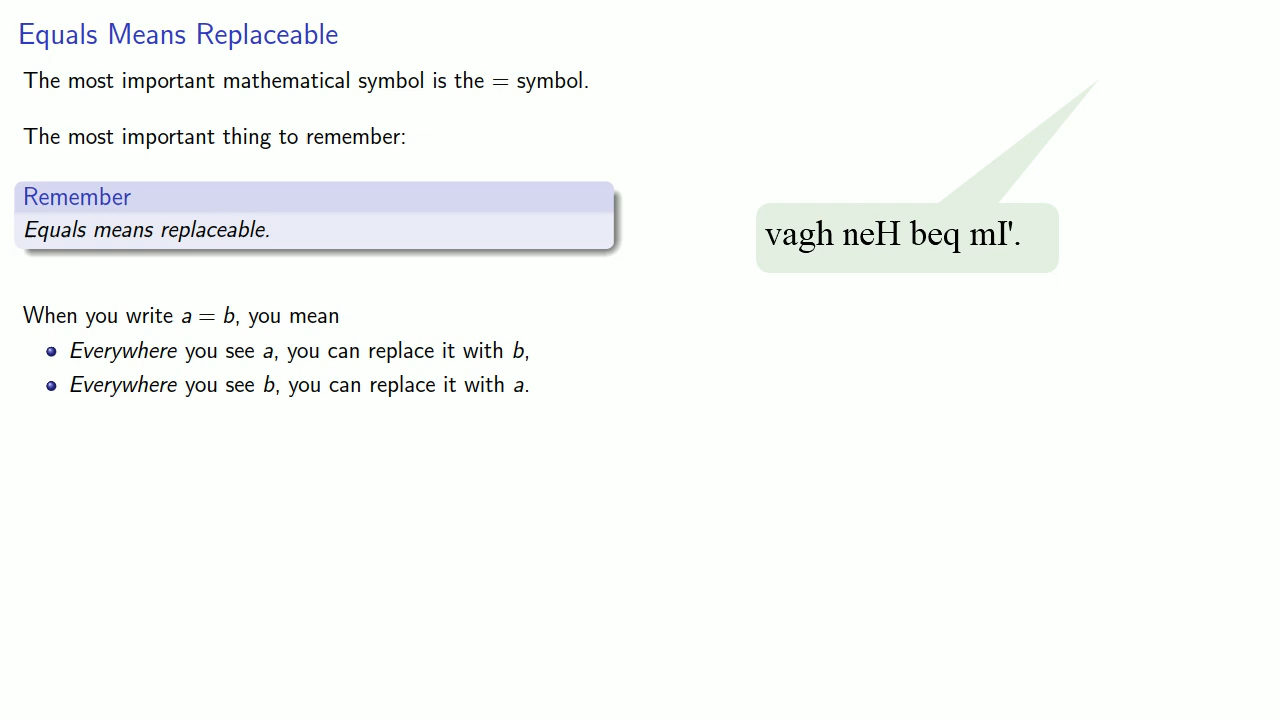 Equals Means Replaceable
The most important mathematical symbol is the = symbol.
The most important thing to remember:
Remember
Equals means replaceable.
vagh neH beq mI'.
When you write a = b, you mean
Everywhere you see a, you can replace it with b,
Everywhere you see b, you can replace it with a.